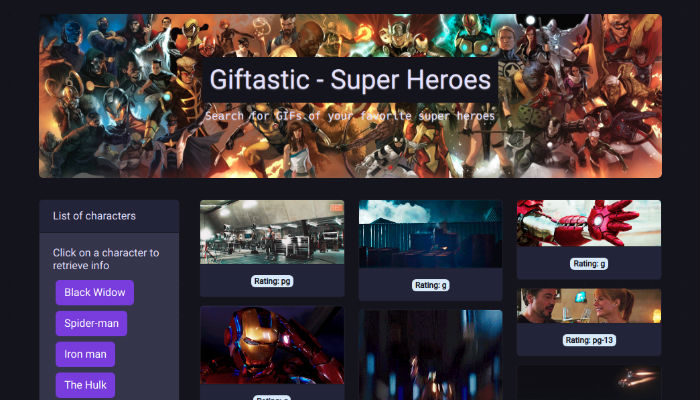 Giftastic - Super Heroes
Search for GIFs of your favorite super heroes
List of characters
Click on a character to
retrieve info
Black Widow
Spider-man
Iron man
The Hulk
Rating: pg
Rating: g
Rating: g
Rating: pg-13